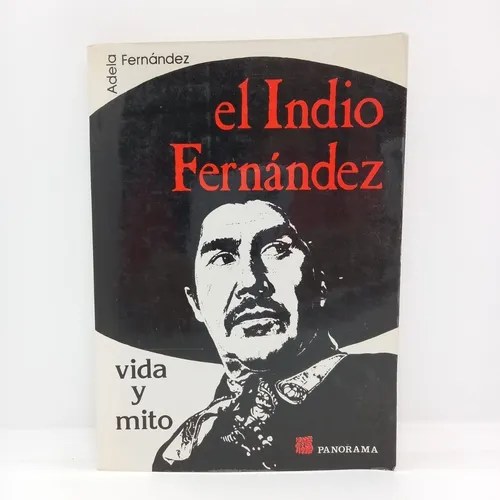 Adela Fernández
el Indio
Fernández
vida
y
mito
PANORAMA